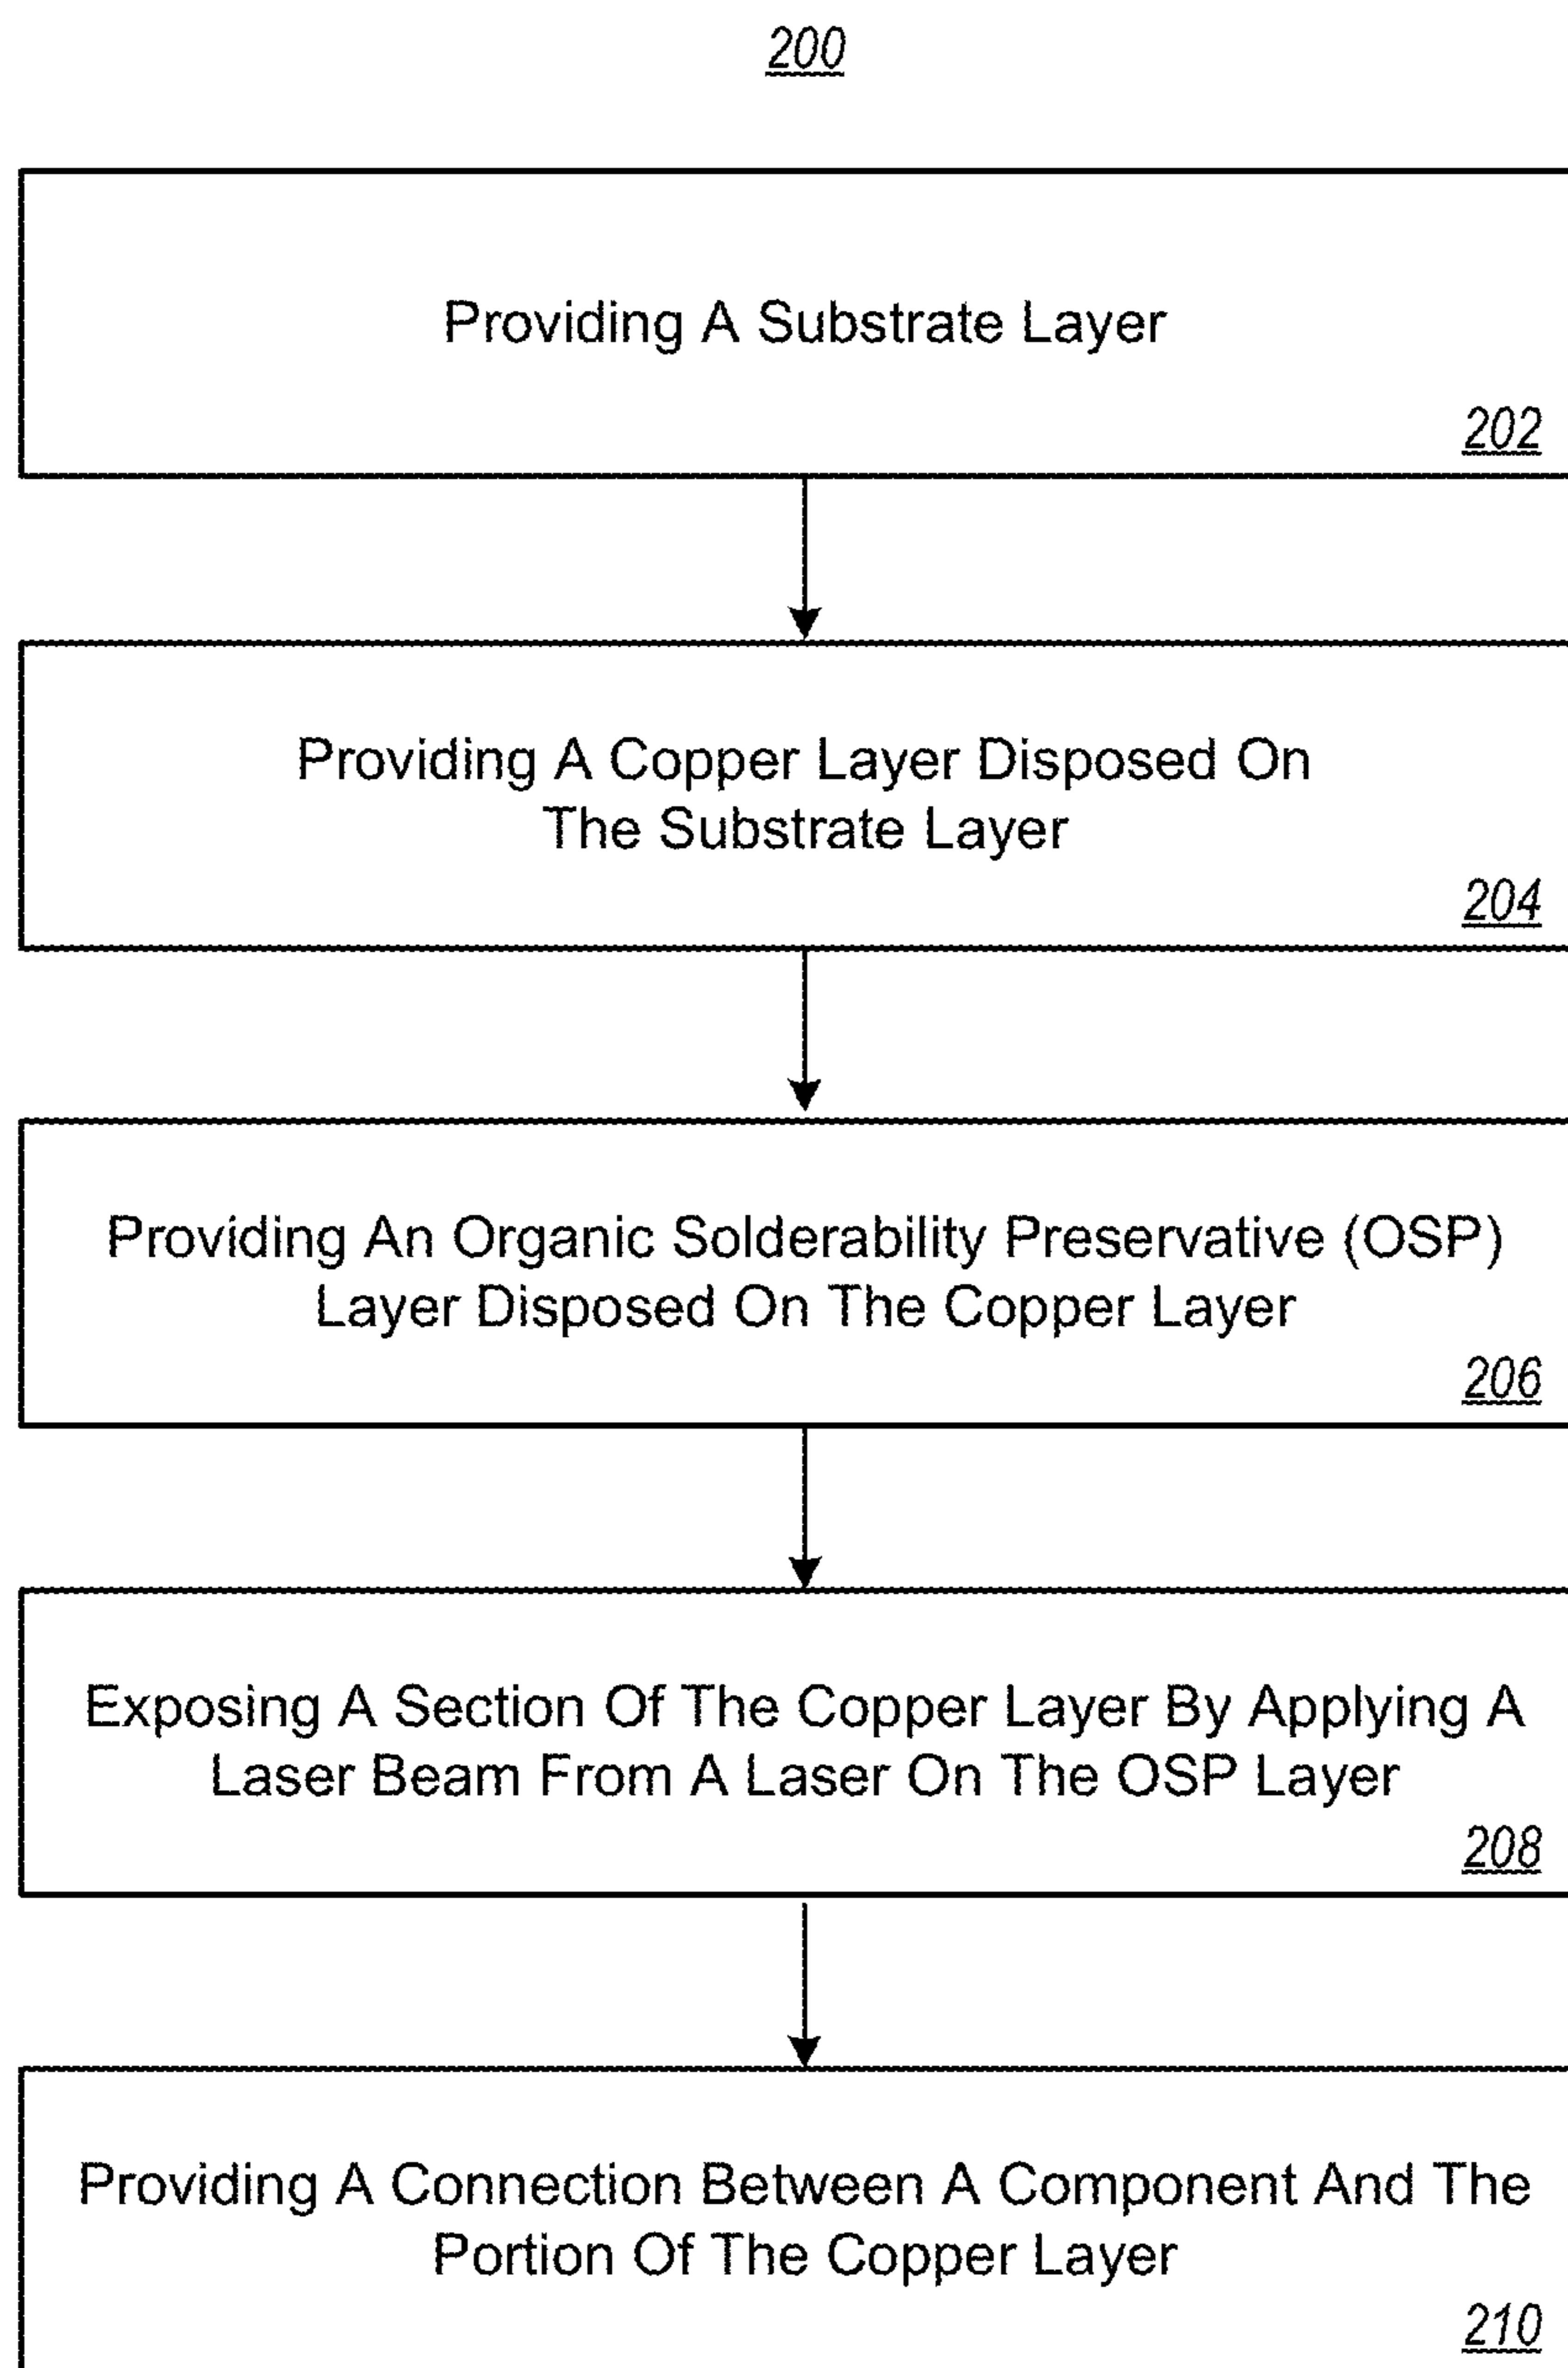 200
Providing A Substrate Layer
202
Providing A Copper Layer Disposed On
The Substrate Layer
204
Providing An Organic Solderability Preservative (OSP)
Layer Disposed On The Copper Layer
206
Exposing A Section Of The Copper Layer By Applying A
Laser Beam From A Laser On The OSP Layer
208
Providing A Connection Between A Component And The
Portion Of The Copper Layer
210